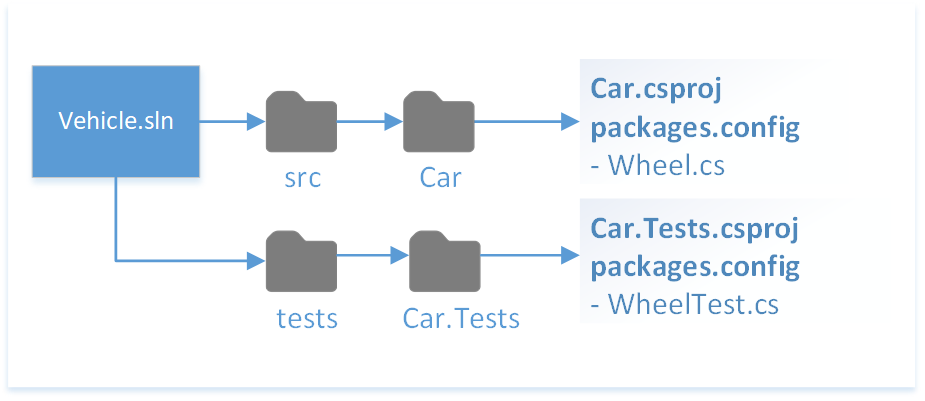 Vehicle.sln
src
Car
Car.csproj
packages.config
- Wheel.cs
tests
Car.Tests
Car.Tests.csproj
packages.config
- WheelTest.cs